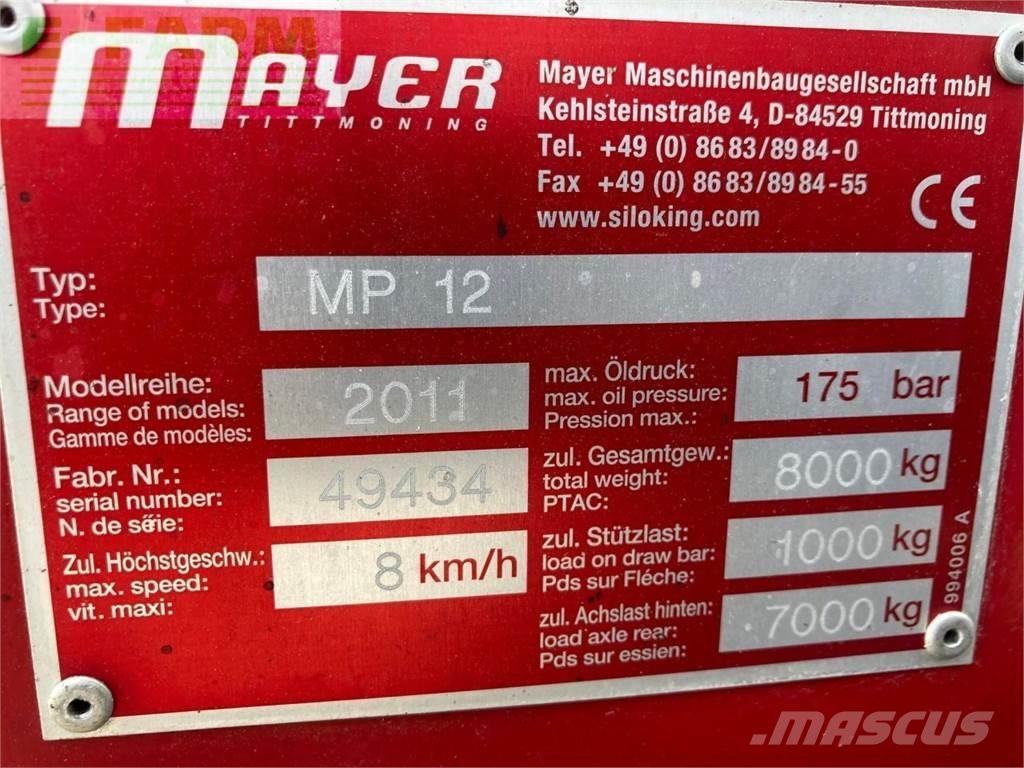 FARM
MAYER
TITTMONING
Mayer Maschinenbaugesellschaft mbH
Kehlsteinstraße 4, D-84529 Tittmoning
Tel. +49 (0) 86 83/89 84-0
Fax +49 (0) 86 83/89 84-55
www.siloking.com
CE
Typ:
Type:
MP 12
Modellreihe:
Range of models:
Gamme de modèles:
2011
Fabr. Nr.:
serial number:
N. de série:
49434
Zul. Höchstgeschw.:
max. speed:
vit. maxi:
8 km/h
max. Öldruck:
max. oil pressure:
Pression max.:
175 bar
zul. Gesamtgew.:
total weight:
PTAC:
8000 kg
zul. Stützlast:
load on draw bar:
Pds sur Fléche:
1000 kg
zul. Achslast hinten:
load axle rear:
Pds sur essien:
7000 kg
994006 A
MASCUS